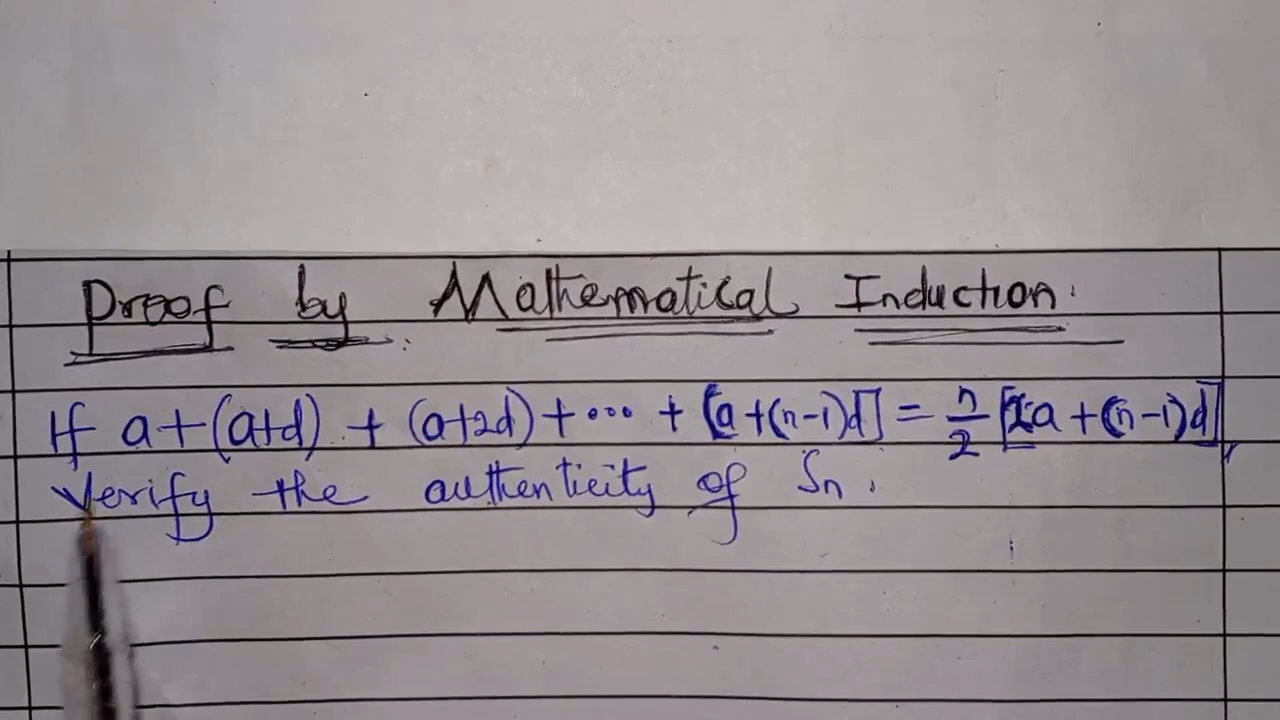 Proof by Mathematical Induction.
If a+(a+d) + (a+2d)+ ... + [a+(n-1)d] = n/2 [2a+(n-1)d],
Verify the authenticity of Sn.